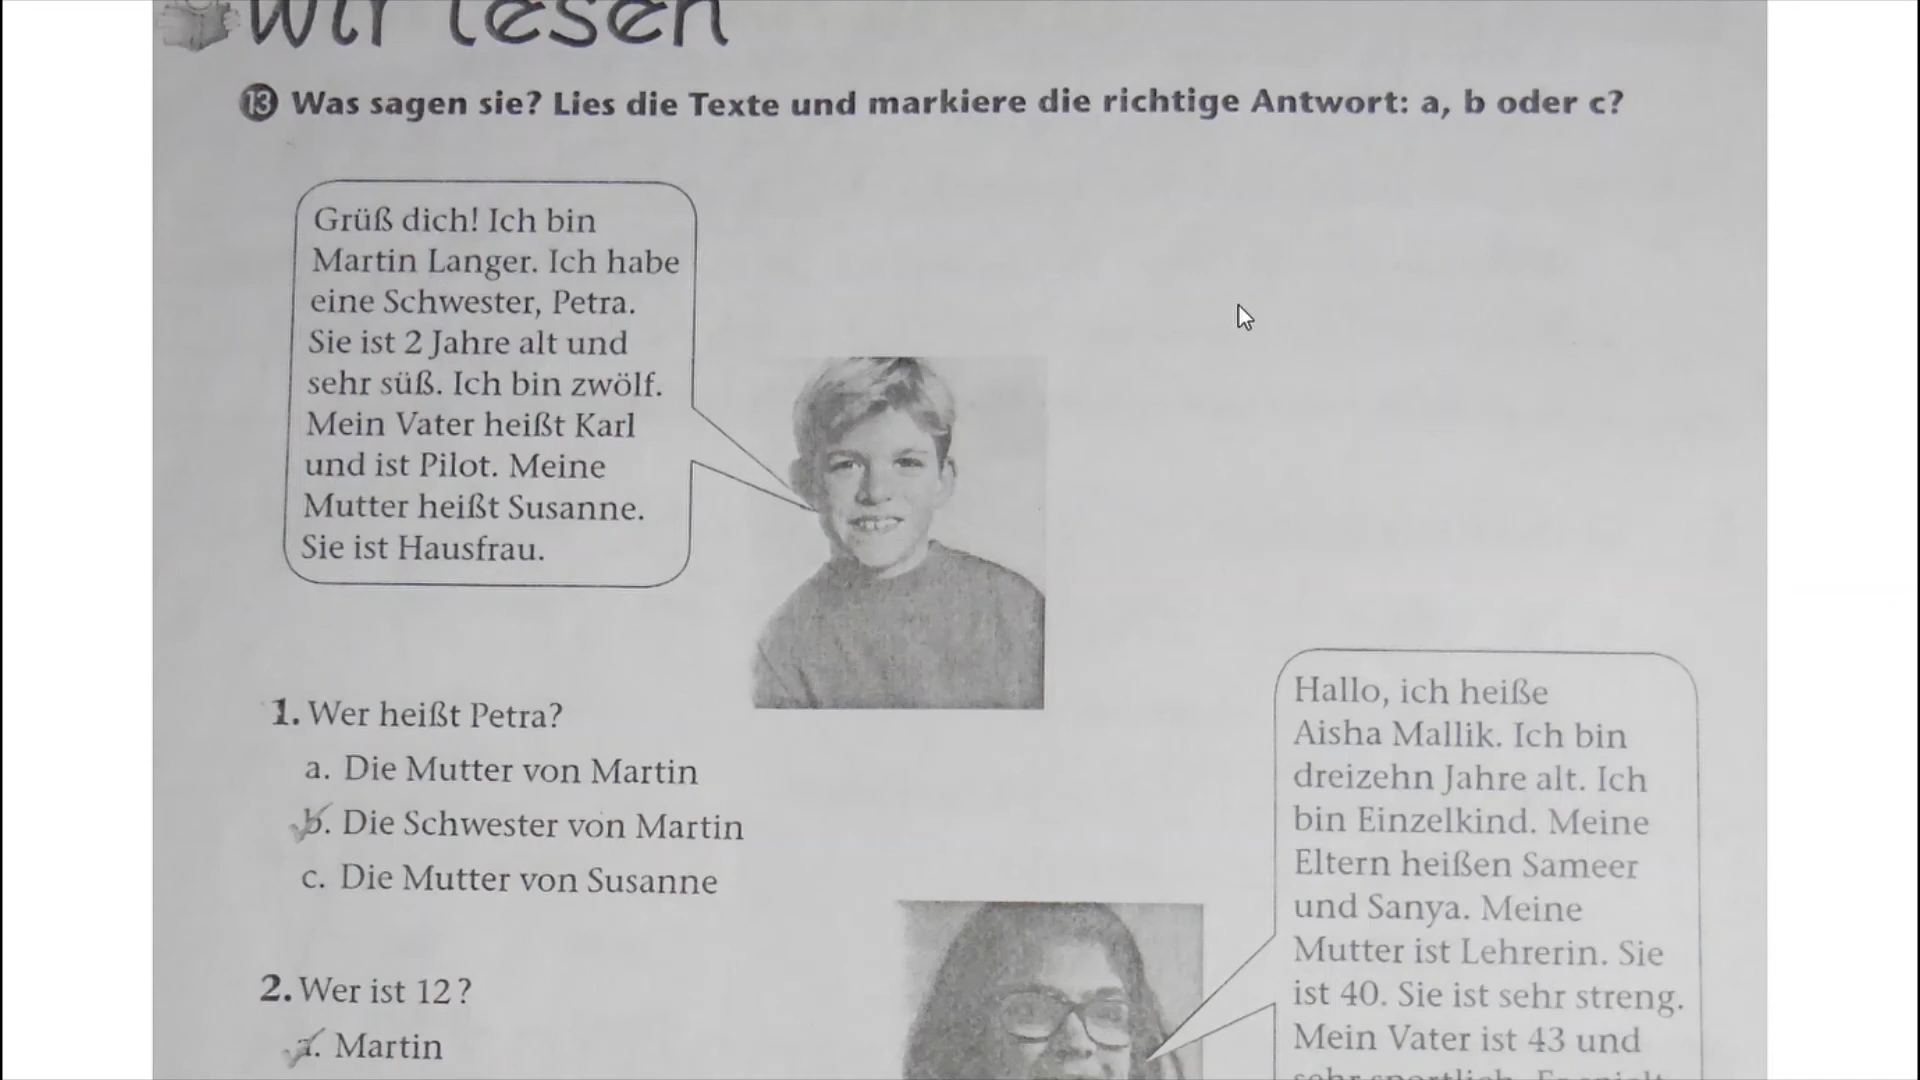 wir lesen
13 Was sagen sie? Lies die Texte und markiere die richtige Antwort: a, b oder c?
Grüß dich! Ich bin
Martin Langer. Ich habe
eine Schwester, Petra.
Sie ist 2 Jahre alt und
sehr süß. Ich bin zwölf.
Mein Vater heißt Karl
und ist Pilot. Meine
Mutter heißt Susanne.
Sie ist Hausfrau.
1. Wer heißt Petra?
a. Die Mutter von Martin
b. Die Schwester von Martin
c. Die Mutter von Susanne
2. Wer ist 12?
a. Martin
Hallo, ich heiße
Aisha Mallik. Ich bin
dreizehn Jahre alt. Ich
bin Einzelkind. Meine
Eltern heißen Sameer
und Sanya. Meine
Mutter ist Lehrerin. Sie
ist 40. Sie ist sehr streng.
Mein Vater ist 43 und
sehr sportlich. Er spielt